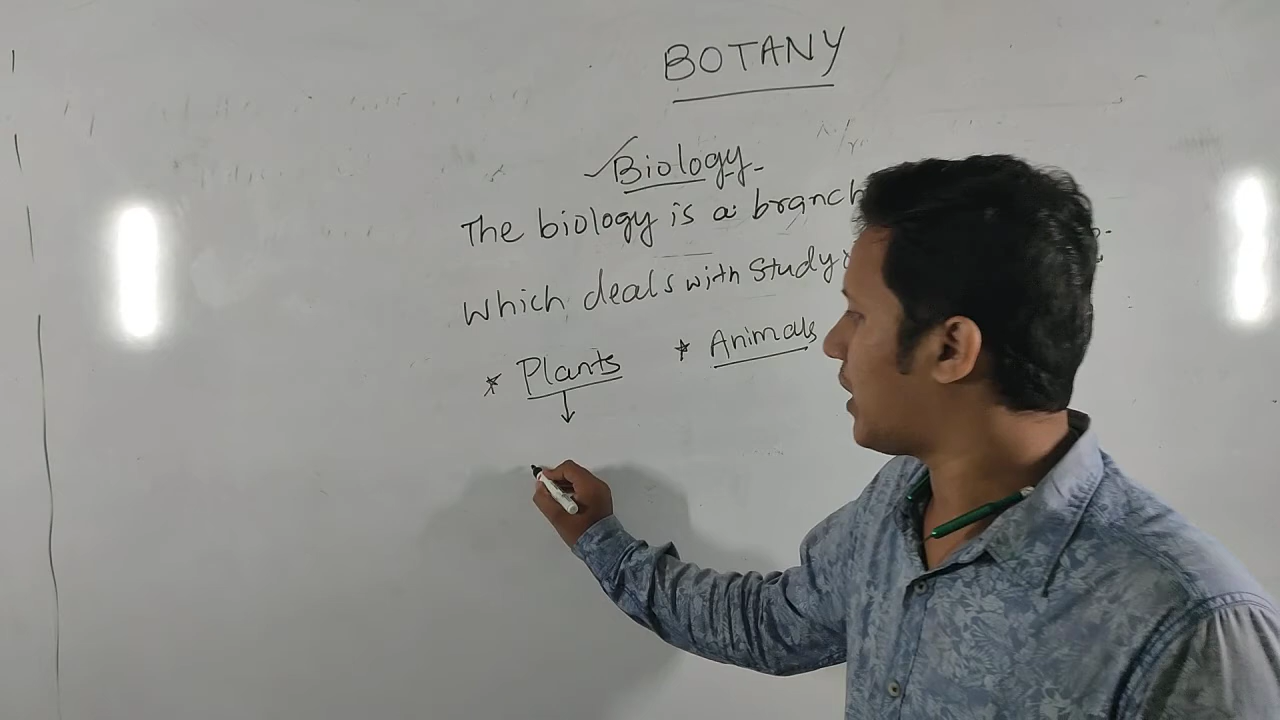 BOTANY
Biology
The biology is a branch
Which deals with study
* Plants * Animals